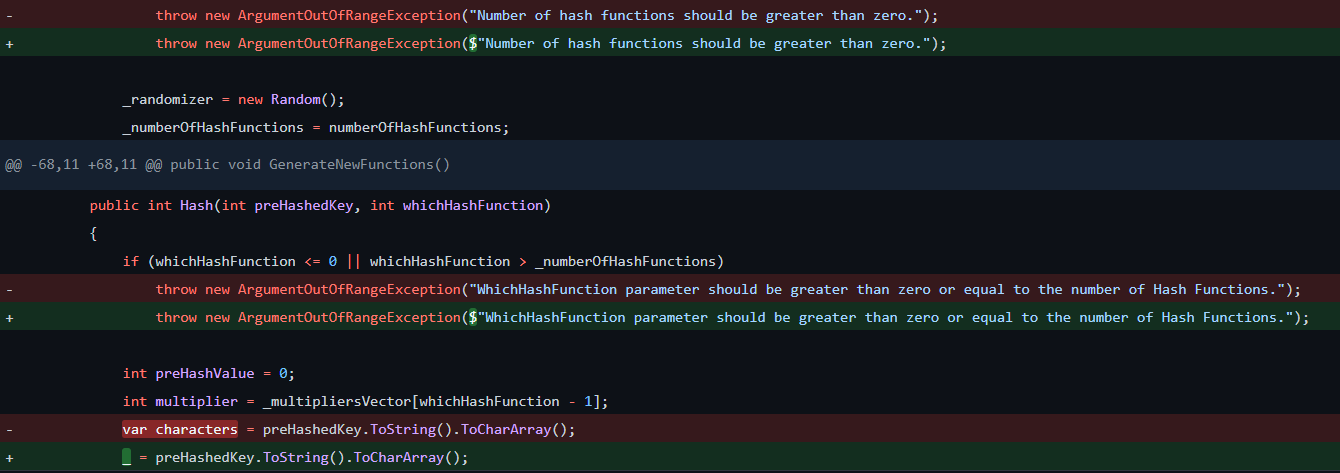 -                 throw new ArgumentOutOfRangeException("Number of hash functions should be greater than zero.");
+                 throw new ArgumentOutOfRangeException($"Number of hash functions should be greater than zero.");
_randomizer = new Random();
_numberOfHashFunctions = numberOfHashFunctions;
@@ -68,11 +68,11 @@ public void GenerateNewFunctions()
public int Hash(int preHashedKey, int whichHashFunction)
{
if (whichHashFunction <= 0 || whichHashFunction > _numberOfHashFunctions)
-                 throw new ArgumentOutOfRangeException("WhichHashFunction parameter should be greater than zero or equal to the number of Hash Functions.");
+                 throw new ArgumentOutOfRangeException($"WhichHashFunction parameter should be greater than zero or equal to the number of Hash Functions.");
int preHashValue = 0;
int multiplier = _multipliersVector[whichHashFunction - 1];
-             var characters = preHashedKey.ToString().ToCharArray();
+             _ = preHashedKey.ToString().ToCharArray();